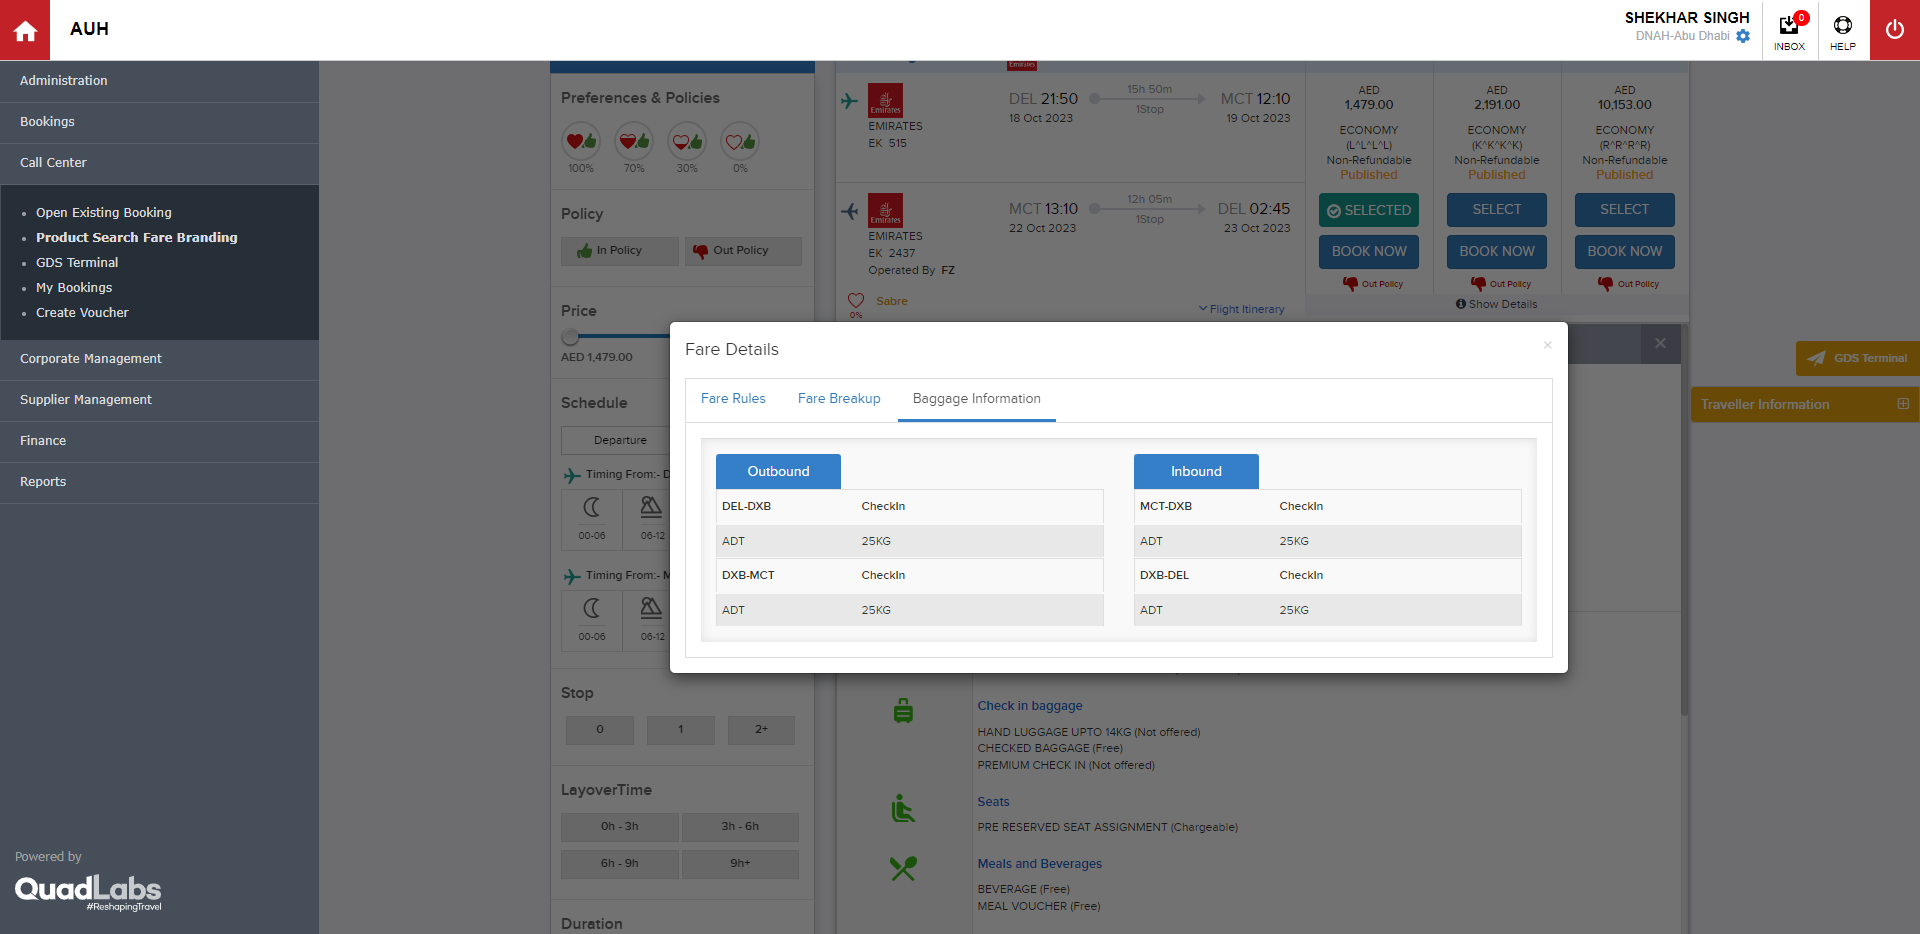 AUH
SHEKHAR SINGH
DNAH-Abu Dhabi
0
INBOX
HELP
Administration
Bookings
Call Center
Open Existing Booking
Product Search Fare Branding
GDS Terminal
My Bookings
Create Voucher
Corporate Management
Supplier Management
Finance
Reports
Powered by
QuadLabs
#ReshapingTravel
Preferences & Policies
100% 70% 30% 0%
Policy
In Policy Out Policy
Price
AED 1,479.00
Schedule
Departure
Timing From:- D
00-06 06-12
Timing From:- M
00-06 06-12
Stop
0 1 2+
LayoverTime
0h - 3h 3h - 6h
6h - 9h 9h+
Duration
Emirates
Emirates
EMIRATES
EK 515
DEL 21:50
18 Oct 2023
15h 50m
1Stop
MCT 12:10
19 Oct 2023
Emirates
EMIRATES
EK 2437
Operated By FZ
MCT 13:10
22 Oct 2023
12h 05m
1Stop
DEL 02:45
23 Oct 2023
0%
Sabre
Flight Itinerary
AED
1,479.00
ECONOMY
(L^L^L^L)
Non-Refundable
Published
SELECTED
BOOK NOW
Out Policy
AED
2,191.00
ECONOMY
(K^K^K^K)
Non-Refundable
Published
SELECT
BOOK NOW
Out Policy
AED
10,153.00
ECONOMY
(R^R^R^R)
Non-Refundable
Published
SELECT
BOOK NOW
Out Policy
Show Details
GDS Terminal
Traveller Information
Fare Details
×
Fare Rules Fare Breakup Baggage Information
Outbound
DEL-DXB CheckIn
ADT 25KG
DXB-MCT CheckIn
ADT 25KG
Inbound
MCT-DXB CheckIn
ADT 25KG
DXB-DEL CheckIn
ADT 25KG
Check in baggage
HAND LUGGAGE UPTO 14KG (Not offered)
CHECKED BAGGAGE (Free)
PREMIUM CHECK IN (Not offered)
Seats
PRE RESERVED SEAT ASSIGNMENT (Chargeable)
Meals and Beverages
BEVERAGE (Free)
MEAL VOUCHER (Free)